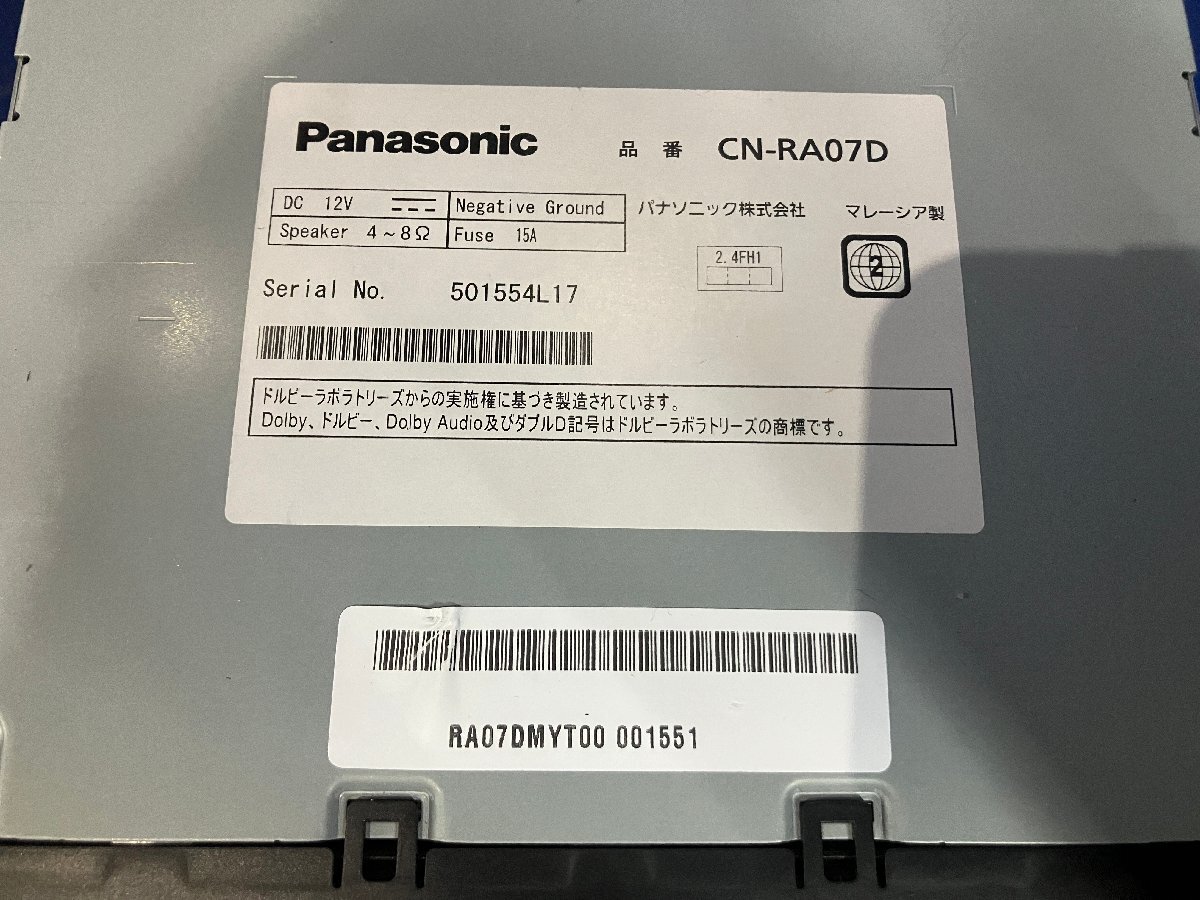 Panasonic 品番 CN-RA07D
DC 12V Negative Ground パナソニック株式会社 マレーシア製
Speaker 4~8Ω Fuse 15A
2.4FH1
2
Serial No. 501554L17
ドルビーラボラトリーズからの実施権に基づき製造されています。
Dolby、ドルビー、Dolby Audio及びダブルD記号はドルビーラボラトリーズの商標です。
RA07DMYT00 001551